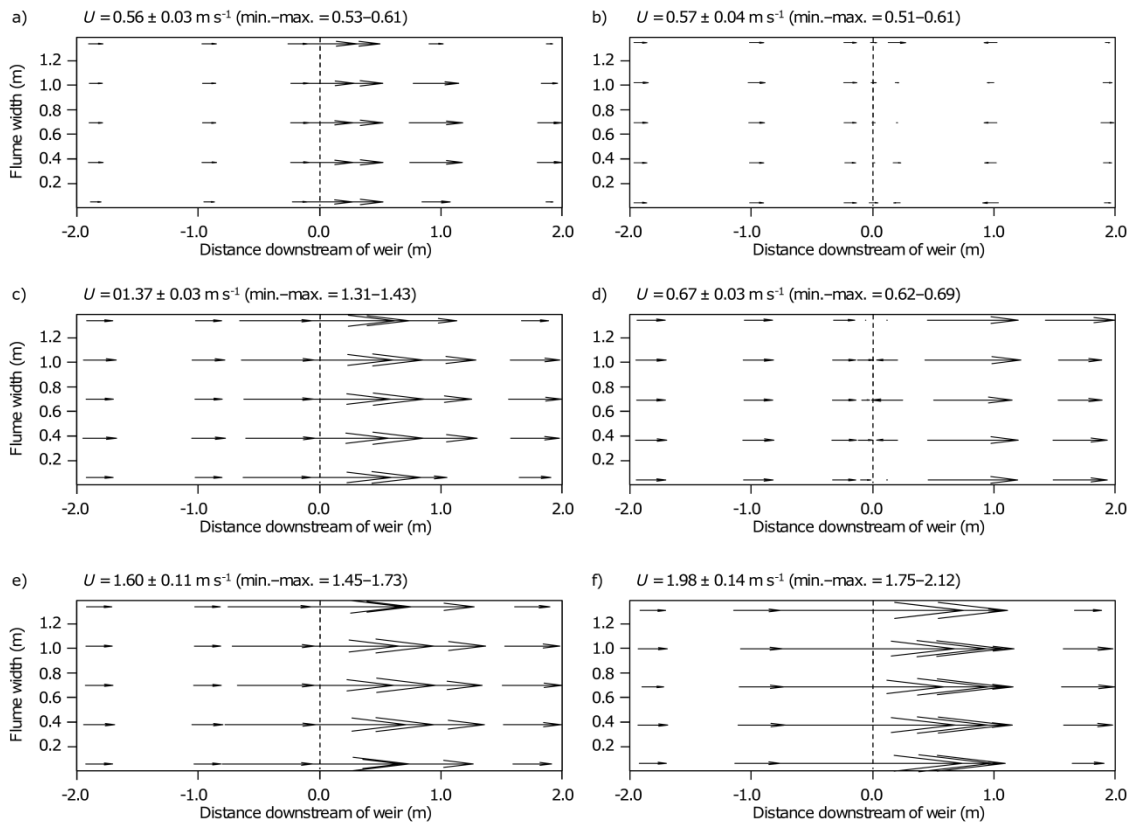 a) U = 0.56 ± 0.03 m s⁻¹ (min.–max. = 0.53–0.61)
Flume width (m)
1.2
1.0
0.8
0.6
0.4
0.2
-2.0 -1.0 0.0 1.0 2.0
Distance downstream of weir (m)
b) U = 0.57 ± 0.04 m s⁻¹ (min.–max. = 0.51–0.61)
1.2
1.0
0.8
0.6
0.4
0.2
-2.0 -1.0 0.0 1.0 2.0
Distance downstream of weir (m)
c) U = 01.37 ± 0.03 m s⁻¹ (min.–max. = 1.31–1.43)
Flume width (m)
1.2
1.0
0.8
0.6
0.4
0.2
-2.0 -1.0 0.0 1.0 2.0
Distance downstream of weir (m)
d) U = 0.67 ± 0.03 m s⁻¹ (min.–max. = 0.62–0.69)
1.2
1.0
0.8
0.6
0.4
0.2
-2.0 -1.0 0.0 1.0 2.0
Distance downstream of weir (m)
e) U = 1.60 ± 0.11 m s⁻¹ (min.–max. = 1.45–1.73)
Flume width (m)
1.2
1.0
0.8
0.6
0.4
0.2
-2.0 -1.0 0.0 1.0 2.0
Distance downstream of weir (m)
f) U = 1.98 ± 0.14 m s⁻¹ (min.–max. = 1.75–2.12)
1.2
1.0
0.8
0.6
0.4
0.2
-2.0 -1.0 0.0 1.0 2.0
Distance downstream of weir (m)